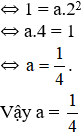 ⇔ 1 = a.2²
⇔ a.4 = 1
⇔ a = 1/4.
Vậy a = 1/4